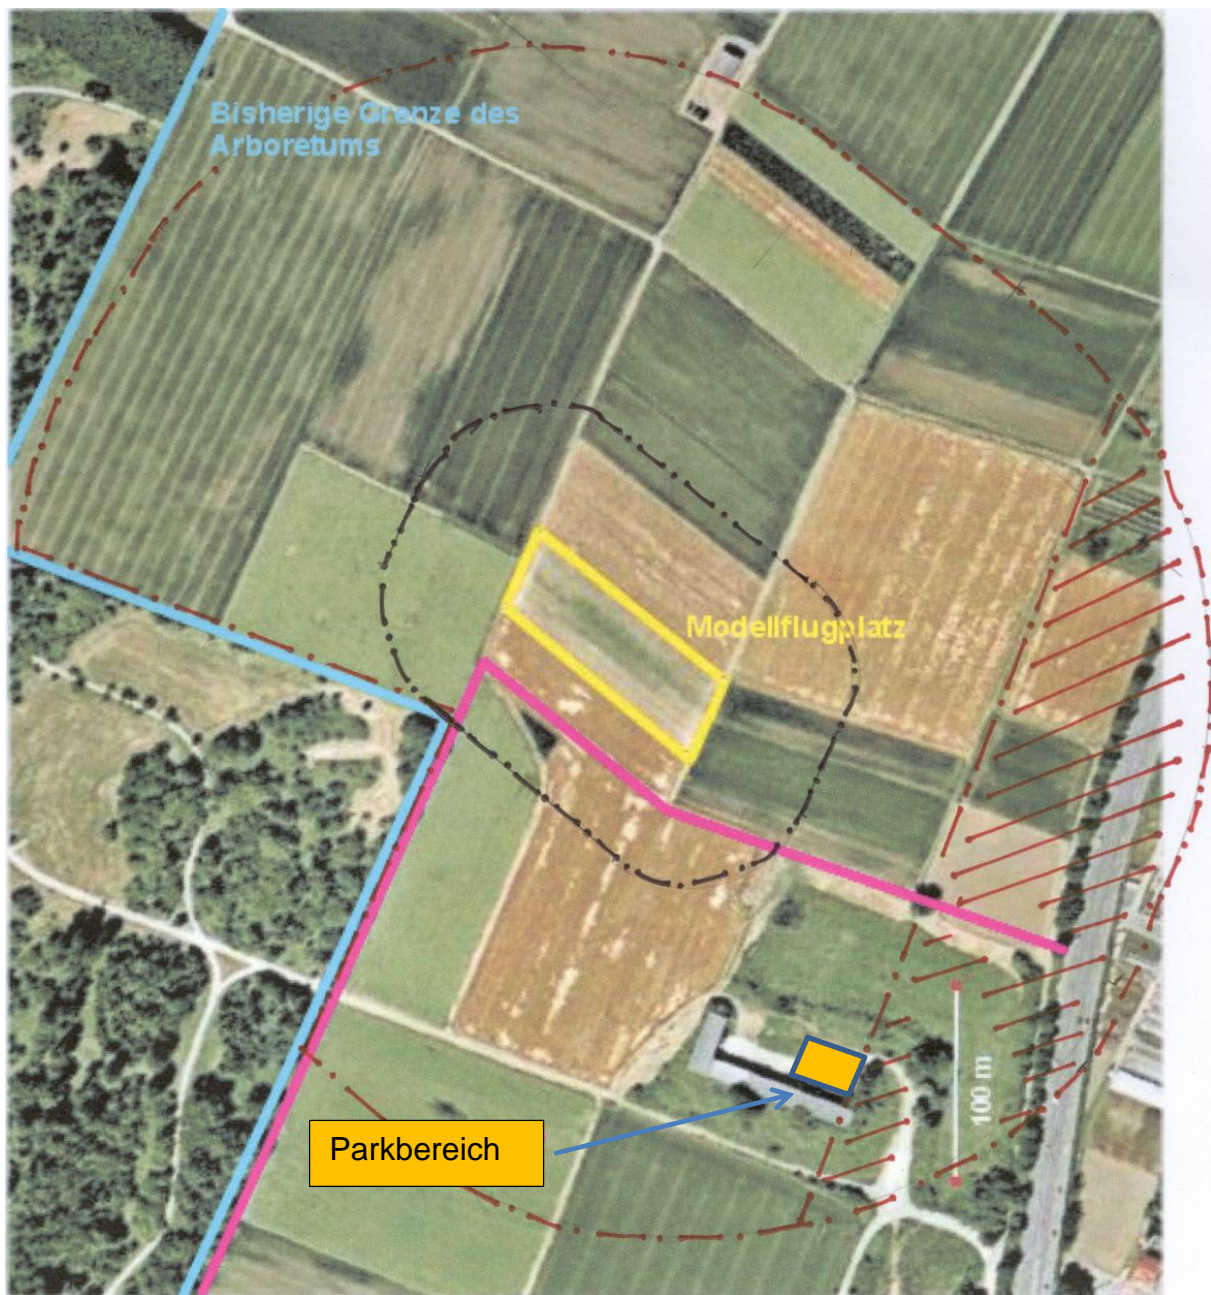 Bisherige Grenze des
Arboretums
Modellflugplatz
100 m
Parkbereich